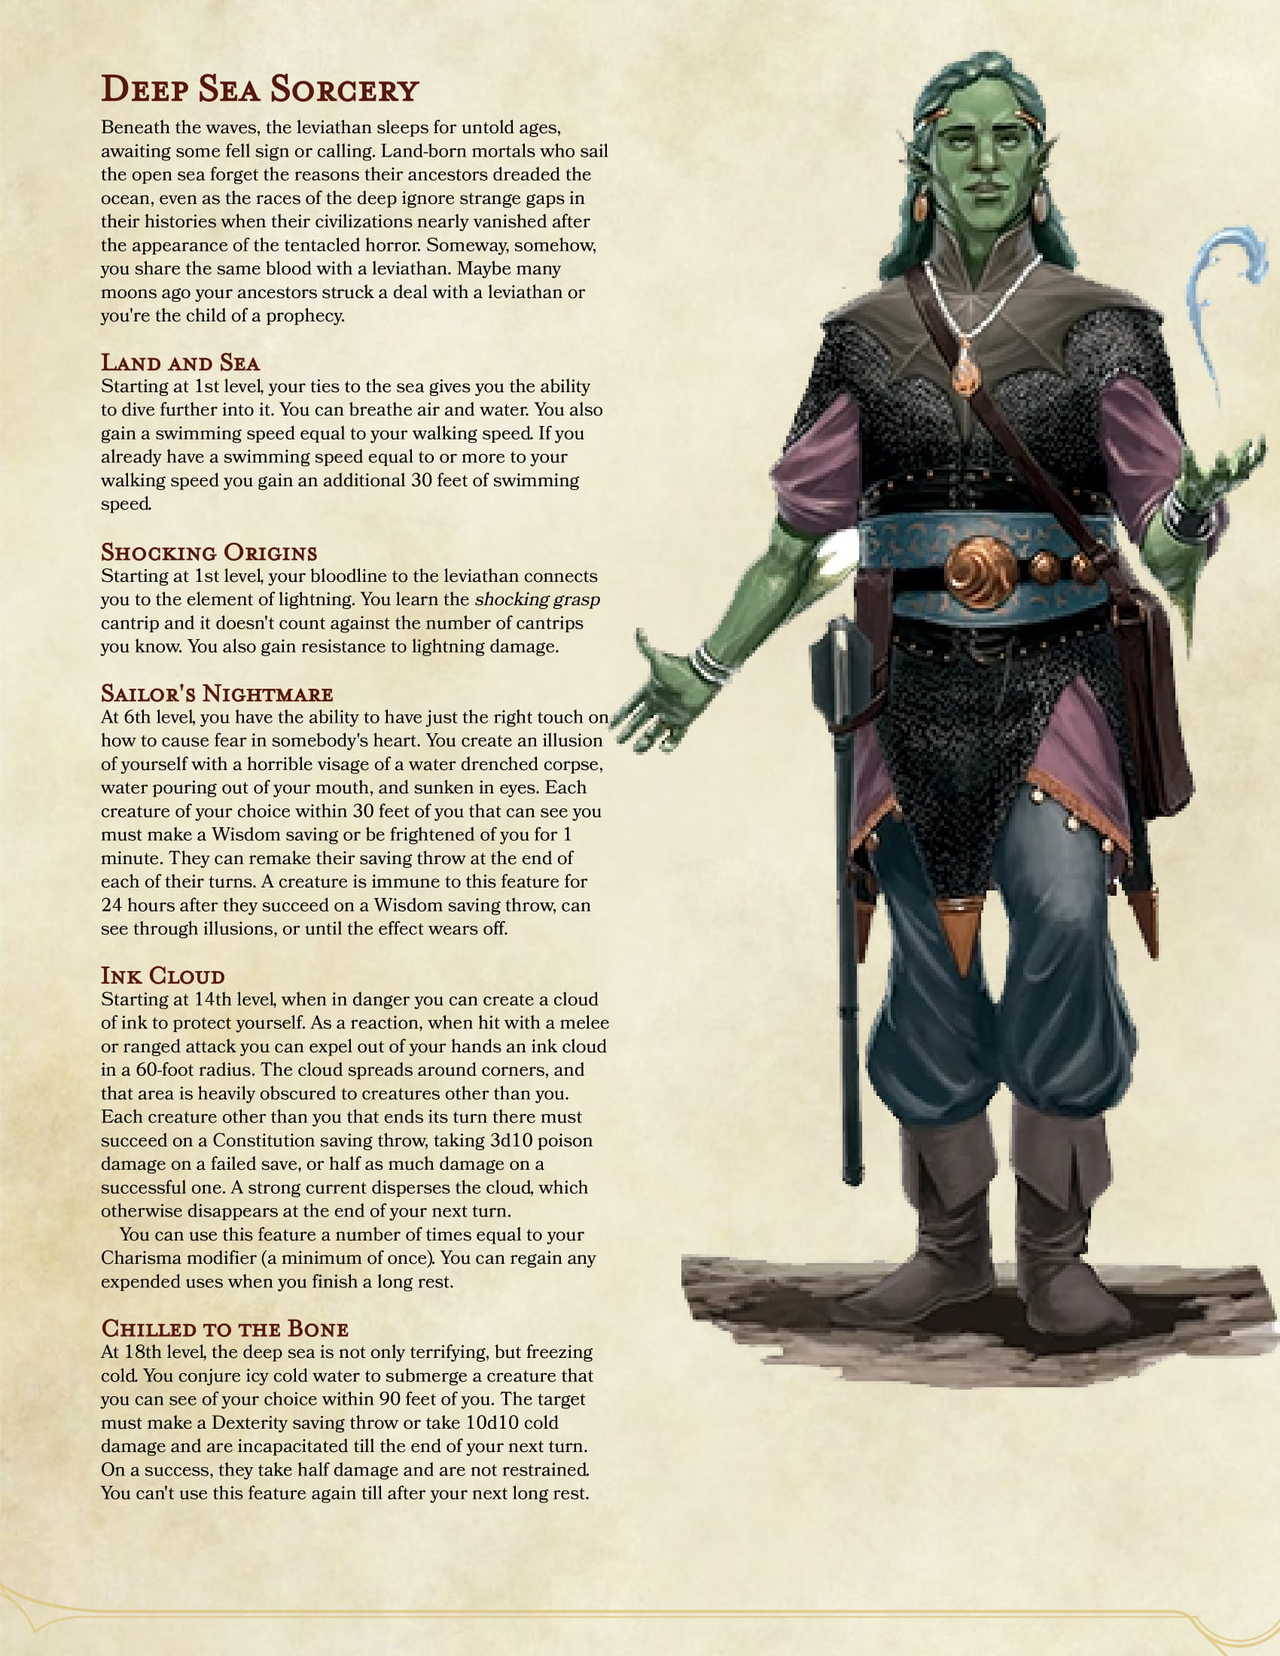 Deep Sea Sorcery
Beneath the waves, the leviathan sleeps for untold ages,
awaiting some fell sign or calling. Land-born mortals who sail
the open sea forget the reasons their ancestors dreaded the
ocean, even as the races of the deep ignore strange gaps in
their histories when their civilizations nearly vanished after
the appearance of the tentacled horror. Someway, somehow,
you share the same blood with a leviathan. Maybe many
moons ago your ancestors struck a deal with a leviathan or
you're the child of a prophecy.
Land and Sea
Starting at 1st level, your ties to the sea gives you the ability
to dive further into it. You can breathe air and water. You also
gain a swimming speed equal to your walking speed. If you
already have a swimming speed equal to or more to your
walking speed you gain an additional 30 feet of swimming
speed.
Shocking Origins
Starting at 1st level, your bloodline to the leviathan connects
you to the element of lightning. You learn the shocking grasp
cantrip and it doesn't count against the number of cantrips
you know. You also gain resistance to lightning damage.
Sailor's Nightmare
At 6th level, you have the ability to have just the right touch on
how to cause fear in somebody's heart. You create an illusion
of yourself with a horrible visage of a water drenched corpse,
water pouring out of your mouth, and sunken in eyes. Each
creature of your choice within 30 feet of you that can see you
must make a Wisdom saving or be frightened of you for 1
minute. They can remake their saving throw at the end of
each of their turns. A creature is immune to this feature for
24 hours after they succeed on a Wisdom saving throw, can
see through illusions, or until the effect wears off.
Ink Cloud
Starting at 14th level, when in danger you can create a cloud
of ink to protect yourself. As a reaction, when hit with a melee
or ranged attack you can expel out of your hands an ink cloud
in a 60-foot radius. The cloud spreads around corners, and
that area is heavily obscured to creatures other than you.
Each creature other than you that ends its turn there must
succeed on a Constitution saving throw, taking 3d10 poison
damage on a failed save, or half as much damage on a
successful one. A strong current disperses the cloud, which
otherwise disappears at the end of your next turn.
You can use this feature a number of times equal to your
Charisma modifier (a minimum of once). You can regain any
expended uses when you finish a long rest.
Chilled to the Bone
At 18th level, the deep sea is not only terrifying, but freezing
cold. You conjure icy cold water to submerge a creature that
you can see of your choice within 90 feet of you. The target
must make a Dexterity saving throw or take 10d10 cold
damage and are incapacitated till the end of your next turn.
On a success, they take half damage and are not restrained.
You can't use this feature again till after your next long rest.